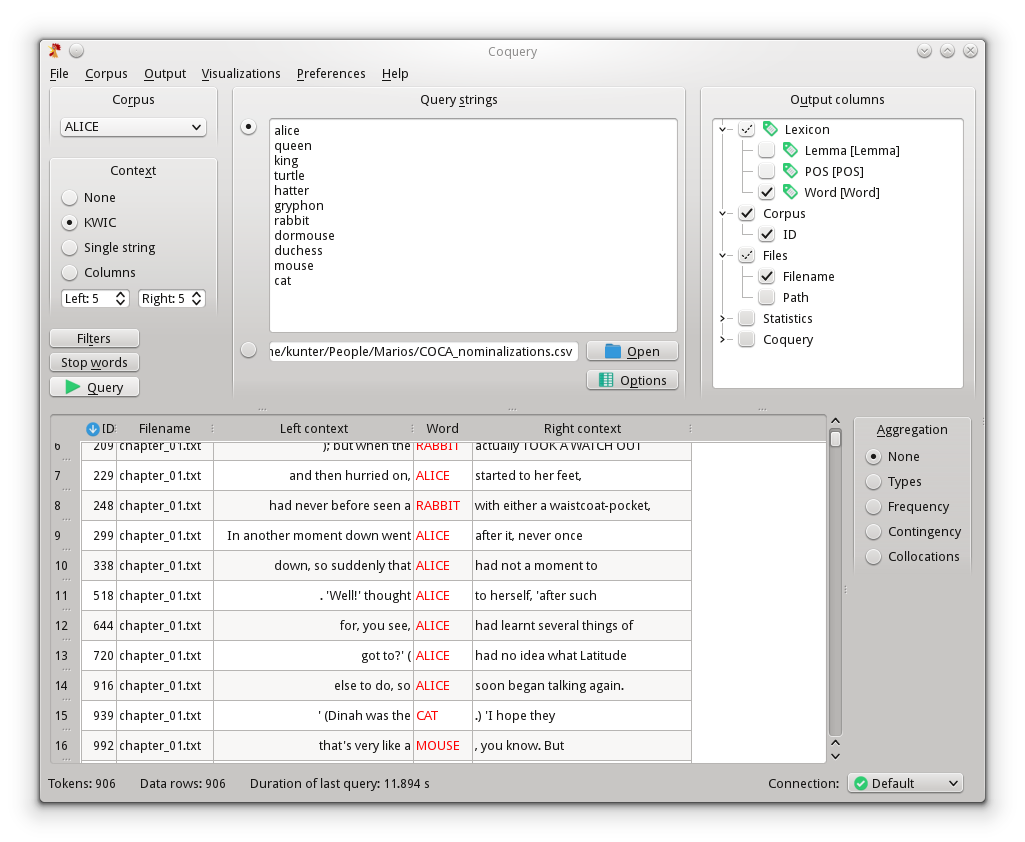 Coquery
File Corpus Output Visualizations Preferences Help
Corpus
ALICE
Context
None
KWIC
Single string
Columns
Left: 5 Right: 5
Filters
Stop words
Query
Query strings
alice
queen
king
turtle
hatter
gryphon
rabbit
dormouse
duchess
mouse
cat
ne/kunter/People/Marios/COCA_nominalizations.csv
Open
Options
Output columns
Lexicon
Lemma [Lemma]
POS [POS]
Word [Word]
Corpus
ID
Files
Filename
Path
Statistics
Coquery
ID Filename Left context Word Right context
6 209 chapter_01.txt ); but when the RABBIT actually TOOK A WATCH OUT
7 229 chapter_01.txt and then hurried on, ALICE started to her feet,
8 248 chapter_01.txt had never before seen a RABBIT with either a waistcoat-pocket,
9 299 chapter_01.txt In another moment down went ALICE after it, never once
10 338 chapter_01.txt down, so suddenly that ALICE had not a moment to
11 518 chapter_01.txt . 'Well!' thought ALICE to herself, 'after such
12 644 chapter_01.txt for, you see, ALICE had learnt several things of
13 720 chapter_01.txt got to?' ( ALICE had no idea what Latitude
14 916 chapter_01.txt else to do, so ALICE soon began talking again.
15 939 chapter_01.txt ' (Dinah was the CAT .) 'I hope they
16 992 chapter_01.txt that's very like a MOUSE , you know. But
Aggregation
None
Types
Frequency
Contingency
Collocations
Tokens: 906 Data rows: 906 Duration of last query: 11.894 s
Connection: Default